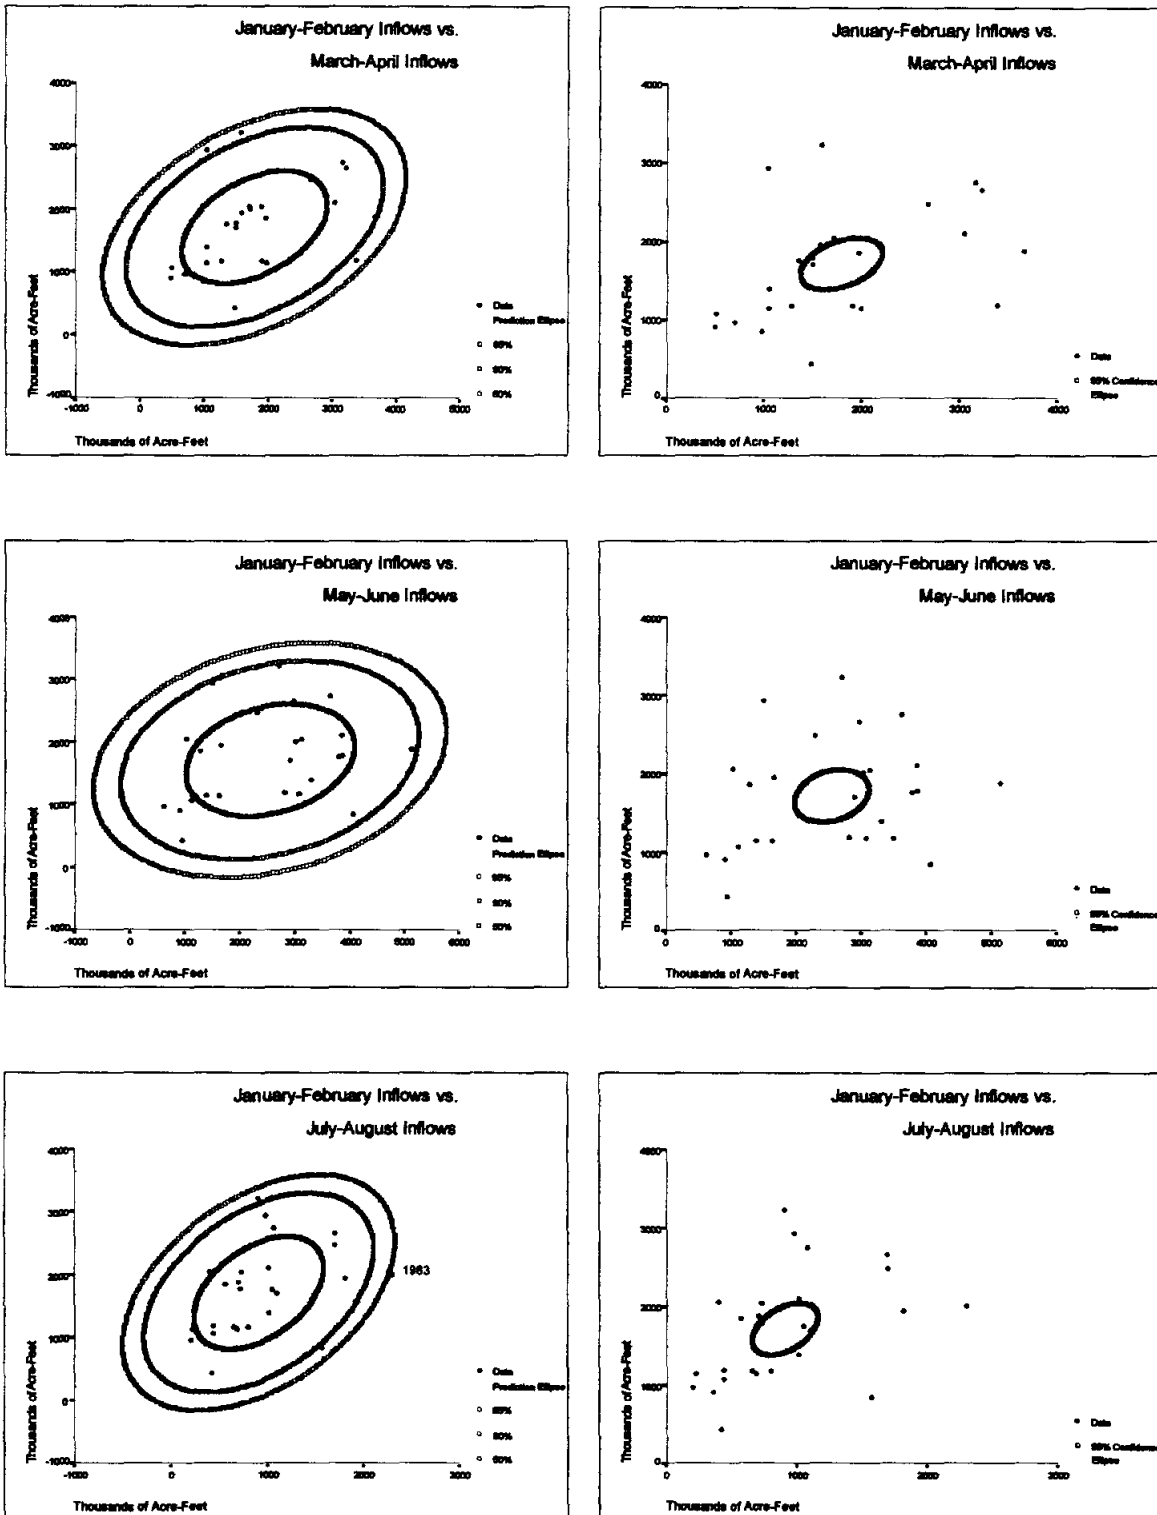 January-February Inflows vs.
March-April Inflows
4000
3000
2000
1000
0
-1000
Thousands of Acre-Feet
-1000 0 1000 2000 3000 4000 5000
Thousands of Acre-Feet
Data
Prediction Ellipse
90%
January-February Inflows vs.
March-April Inflows
4000
3000
2000
1000
0
Thousands of Acre-Feet
0 1000 2000 3000 4000
Thousands of Acre-Feet
Data
Confidence
Ellipse
January-February Inflows vs.
May-June Inflows
4000
3000
2000
1000
0
-1000
Thousands of Acre-Feet
-1000 0 1000 2000 3000 4000 5000 6000
Thousands of Acre-Feet
Data
Prediction Ellipse
90%
January-February Inflows vs.
May-June Inflows
4000
3000
2000
1000
0
Thousands of Acre-Feet
0 1000 2000 3000 4000 5000 6000
Thousands of Acre-Feet
Data
Confidence
Ellipse
January-February Inflows vs.
July-August Inflows
4000
3000
2000
1000
0
-1000
Thousands of Acre-Feet
1963
-1000 0 1000 2000 3000
Thousands of Acre-Feet
Data
Prediction Ellipse
90%
January-February Inflows vs.
July-August Inflows
4000
3000
2000
1000
0
Thousands of Acre-Feet
0 1000 2000 3000
Thousands of Acre-Feet
Data
Confidence
Ellipse